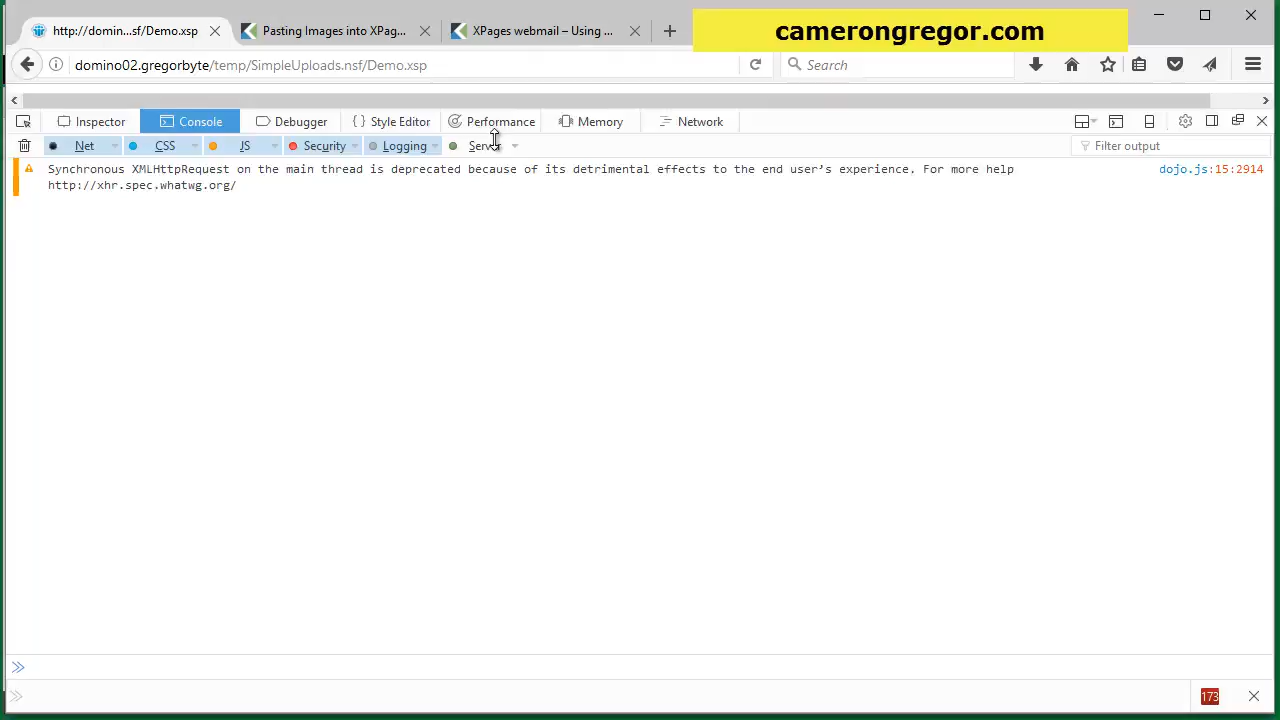 http://domin...sf/Demo.xsp
Pasting Images into XPag...
XPages webmail – Using ...
camerongregor.com
domino02.gregorbyte/temp/SimpleUploads.nsf/Demo.xsp
Search
Inspector
Console
Debugger
{ } Style Editor
Performance
Memory
Network
Net
CSS
JS
Security
Logging
Filter output
Synchronous XMLHttpRequest on the main thread is deprecated because of its detrimental effects to the end user’s experience. For more help
http://xhr.spec.whatwg.org/
dojo.js:15:2914
173